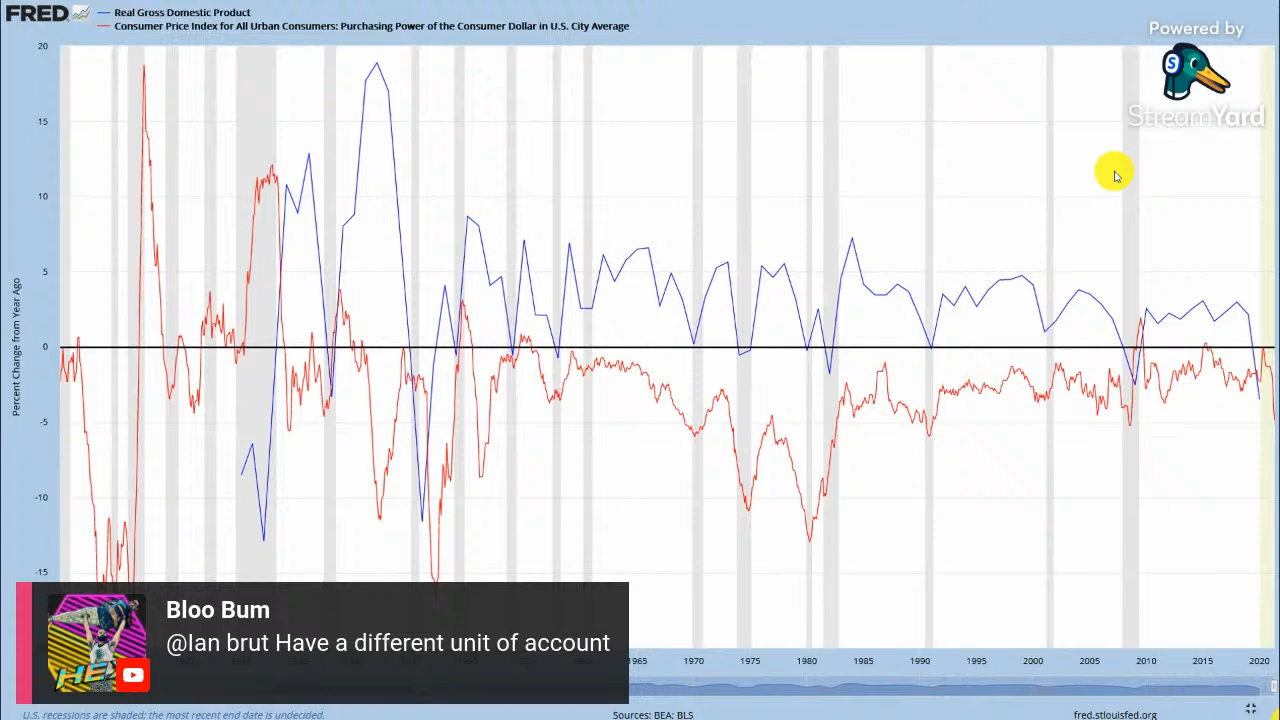 FRED
Real Gross Domestic Product
Consumer Price Index for All Urban Consumers: Purchasing Power of the Consumer Dollar in U.S. City Average
Powered by
S
StreamYard
Percent Change from Year Ago
20
15
10
5
0
-5
-10
-15
Bloo Bum
@Ian brut Have a different unit of account
HEX
1965 1970 1975 1980 1985 1990 1995 2000 2005 2010 2015 2020
U.S. recessions are shaded; the most recent end date is undecided.
Sources: BEA; BLS
fred.stlouisfed.org